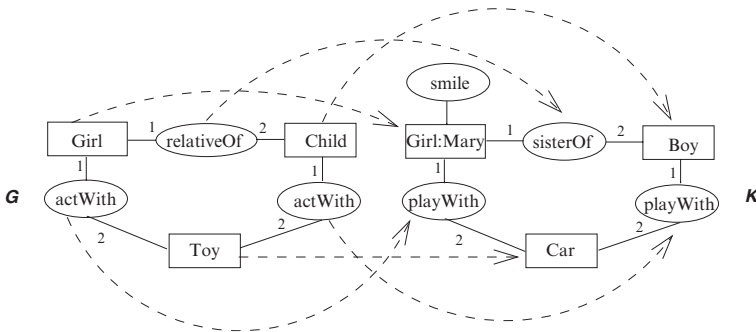 smile
Girl 1 relativeOf 2 Child Girl:Mary 1 sisterOf 2 Boy
1 1 1 1
G actWith actWith playWith playWith K
2 2 2 2
Toy Car